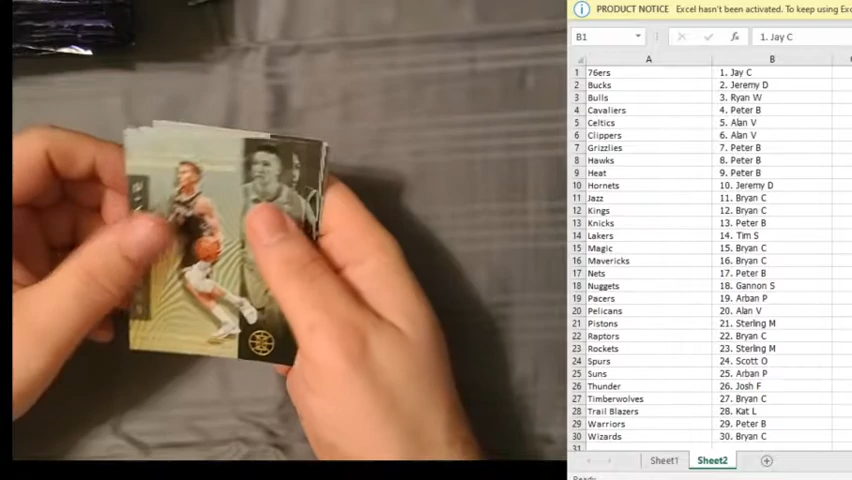 PRODUCT NOTICE Excel hasn't been activated. To keep using Exc
B1 fx 1. Jay C
A B
1 76ers 1. Jay C
2 Bucks 2. Jeremy D
3 Bulls 3. Ryan W
4 Cavaliers 4. Peter B
5 Celtics 5. Alan V
6 Clippers 6. Alan V
7 Grizzlies 7. Peter B
8 Hawks 8. Peter B
9 Heat 9. Peter B
10 Hornets 10. Jeremy D
11 Jazz 11. Bryan C
12 Kings 12. Bryan C
13 Knicks 13. Peter B
14 Lakers 14. Tim S
15 Magic 15. Bryan C
16 Mavericks 16. Bryan C
17 Nets 17. Peter B
18 Nuggets 18. Gannon S
19 Pacers 19. Arban P
20 Pelicans 20. Alan V
21 Pistons 21. Sterling M
22 Raptors 22. Bryan C
23 Rockets 23. Sterling M
24 Spurs 24. Scott O
25 Suns 25. Arban P
26 Thunder 26. Josh F
27 Timberwolves 27. Bryan C
28 Trail Blazers 28. Kat L
29 Warriors 29. Peter B
30 Wizards 30. Bryan C
31
Sheet1 Sheet2
Ready